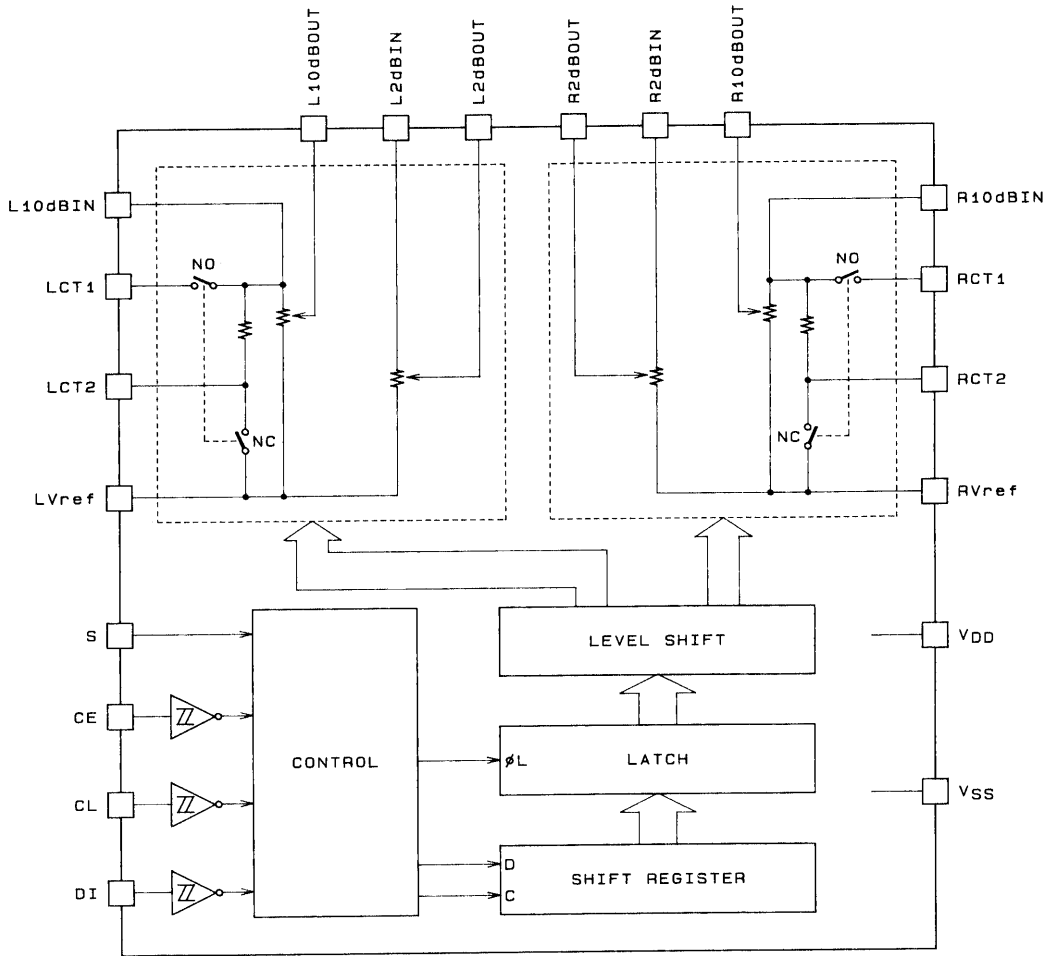 L10dBOUT
L2dBIN
L2dBOUT
R2dBOUT
R2dBIN
R10dBOUT
L10dBIN
R10dBIN
LCT1
NO
NO
RCT1
LCT2
RCT2
NC
NC
LVref
RVref
S
LEVEL SHIFT
VDD
CE
CONTROL
øL
LATCH
CL
VSS
D
SHIFT REGISTER
DI
C